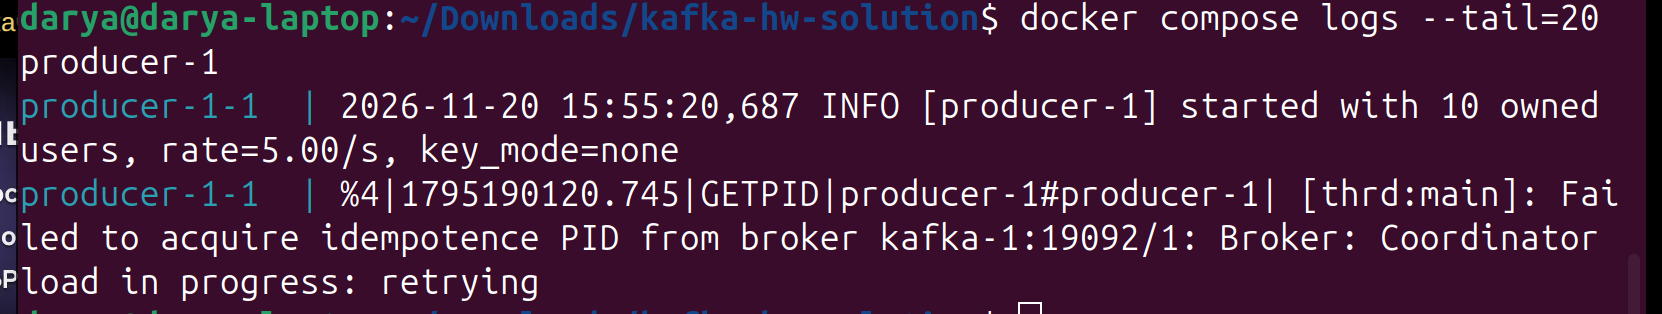 darya@darya-laptop:~/Downloads/kafka-hw-solution$ docker compose logs --tail=20
producer-1
producer-1-1  | 2026-11-20 15:55:20,687 INFO [producer-1] started with 10 owned
users, rate=5.00/s, key_mode=none
producer-1-1  | %4|1795190120.745|GETPID|producer-1#producer-1| [thrd:main]: Fai
led to acquire idempotence PID from broker kafka-1:19092/1: Broker: Coordinator
load in progress: retrying